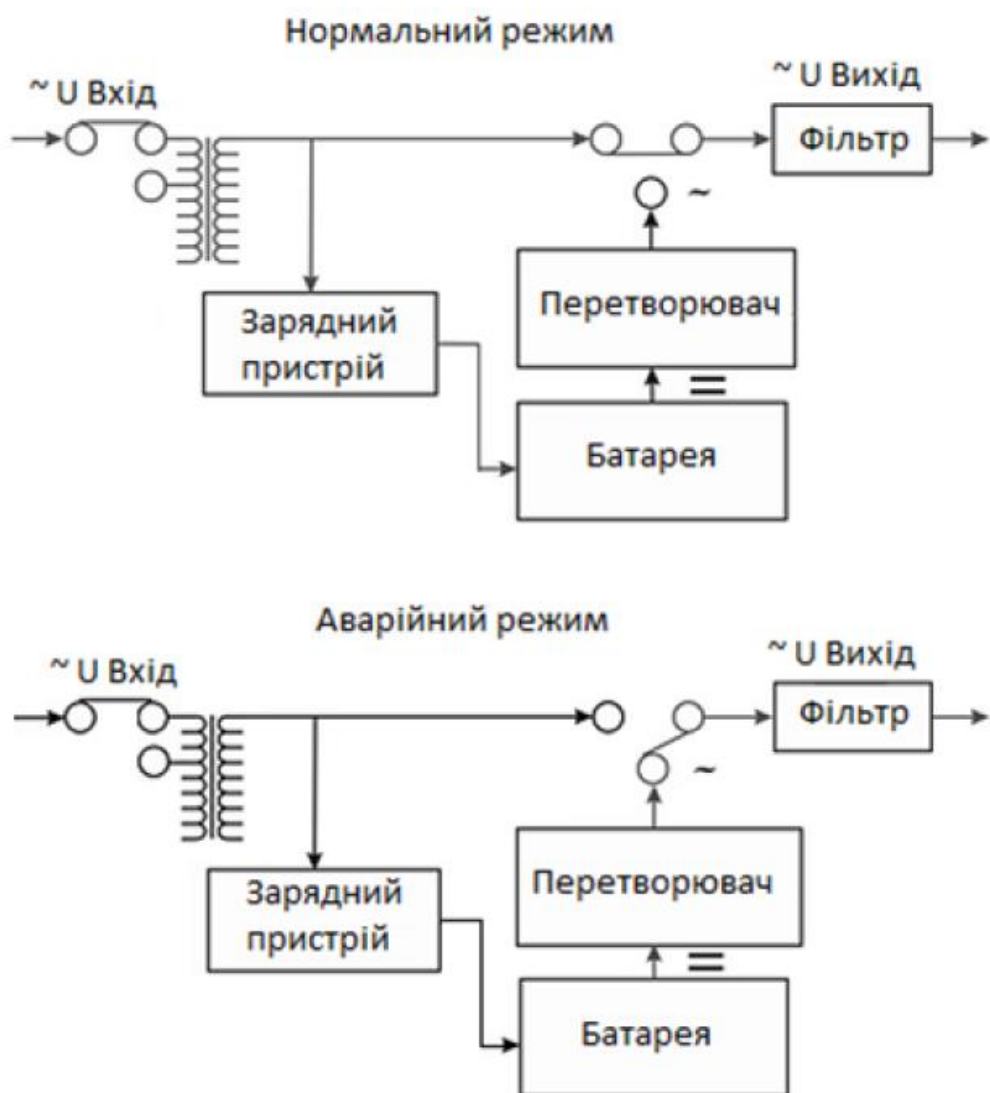 Нормальний режим
~ U Вхід
~ U Вихід
Фільтр
~
Перетворювач
Зарядний
пристрій
=
Батарея
Аварійний режим
~ U Вхід
~ U Вихід
Фільтр
~
Перетворювач
Зарядний
пристрій
=
Батарея